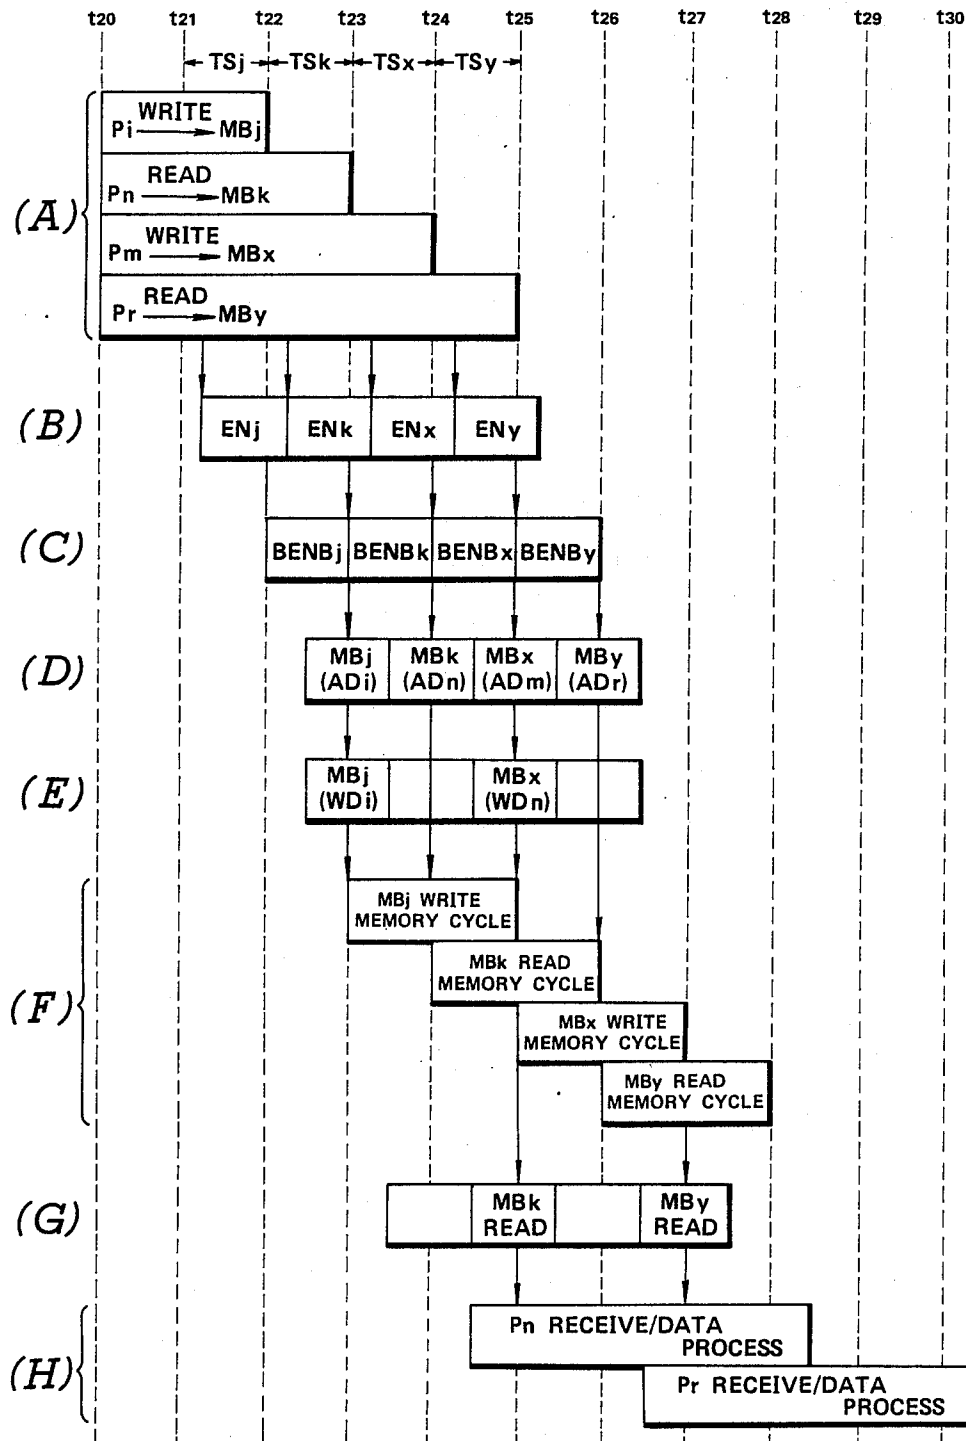 t20 t21 t22 t23 t24 t25 t26 t27 t28 t29 t30
TSj TSk TSx TSy
(A)
WRITE
Pi MBj
READ
Pn MBk
WRITE
Pm MBx
READ
Pr MBy
(B)
ENj ENk ENx ENy
(C)
BENBj BENBk BENBx BENBy
(D)
MBj MBk MBx MBy
(ADi) (ADn) (ADm) (ADr)
(E)
MBj MBx
(WDi) (WDn)
(F)
MBj WRITE
MEMORY CYCLE
MBk READ
MEMORY CYCLE
MBx WRITE
MEMORY CYCLE
MBy READ
MEMORY CYCLE
(G)
MBk MBy
READ READ
(H)
Pn RECEIVE/DATA
PROCESS
Pr RECEIVE/DATA
PROCESS